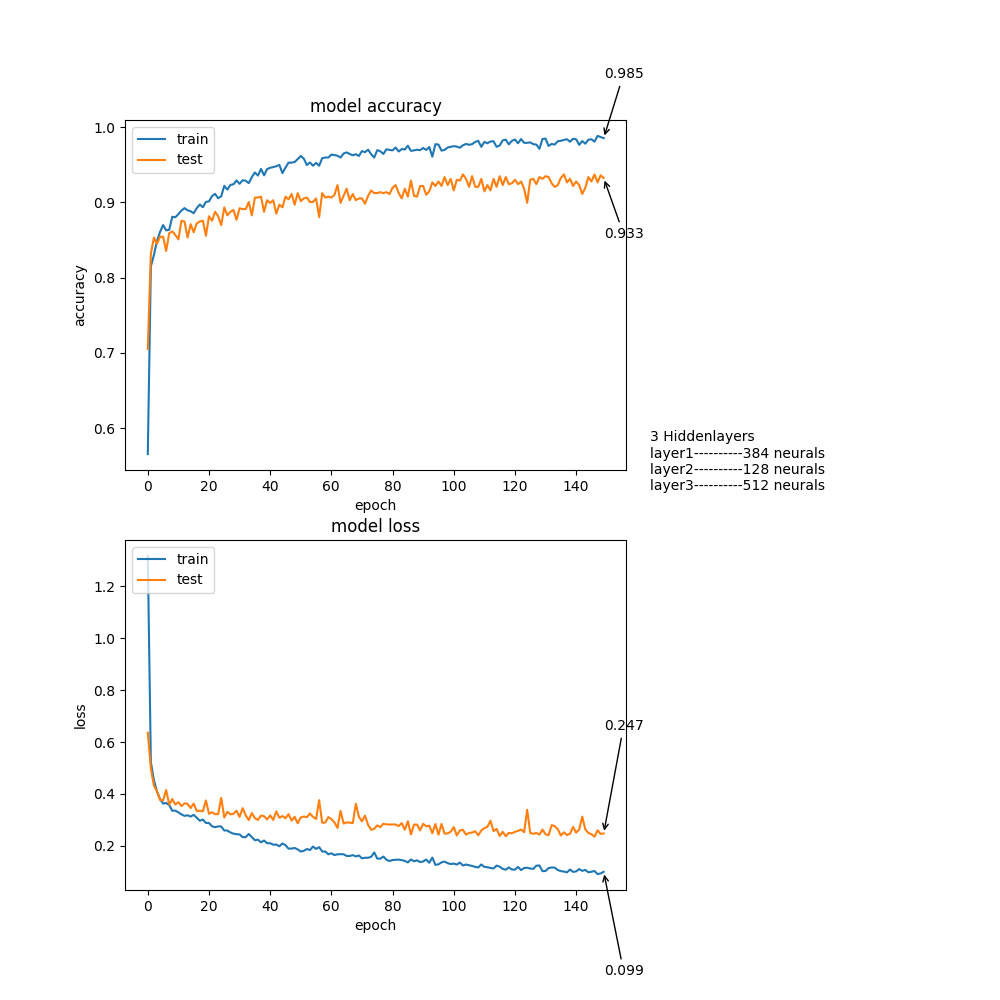 0.985
model accuracy
1.0
0.9
0.8
0.7
0.6
accuracy
train
test
0.933
0 20 40 60 80 100 120 140
epoch
3 Hiddenlayers
layer1----------384 neurals
layer2----------128 neurals
layer3----------512 neurals
model loss
train
test
1.2
1.0
0.8
0.6
0.4
0.2
loss
0.247
0 20 40 60 80 100 120 140
epoch
0.099